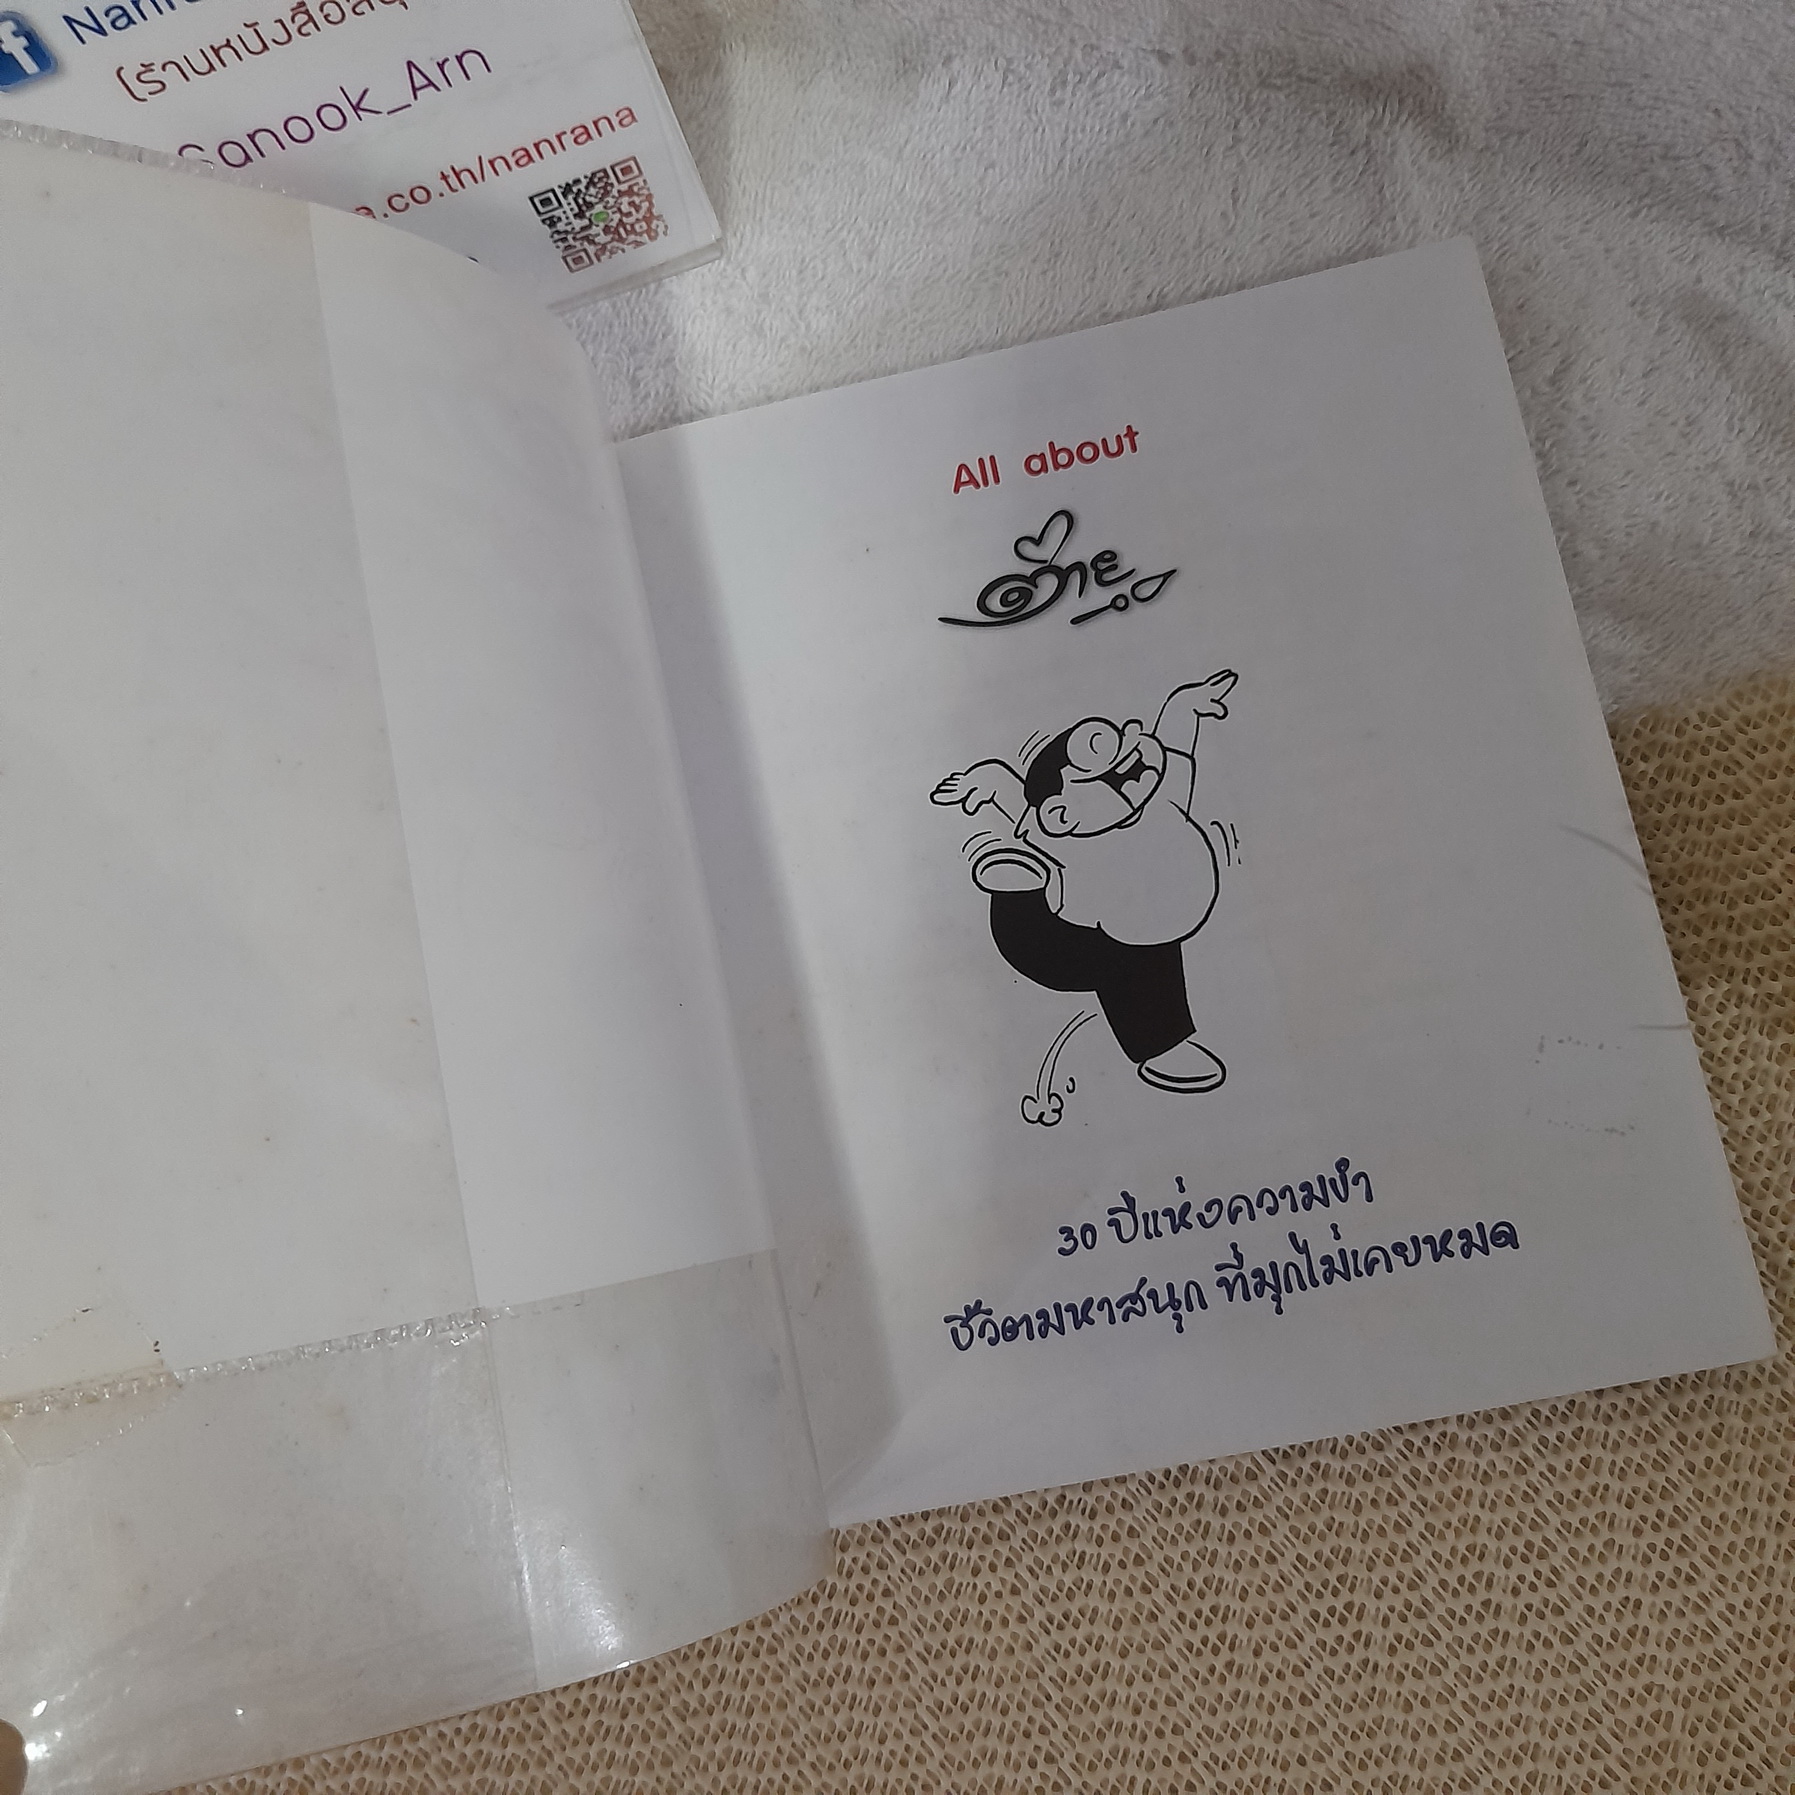 (ร้านหนังสือ
Sanook_Arn
a.co.th/nanrana
All about
ต่าย
30 ปีแห่งความขำ
ชีวิตมหาสนุก ที่มุกไม่เคยหมด